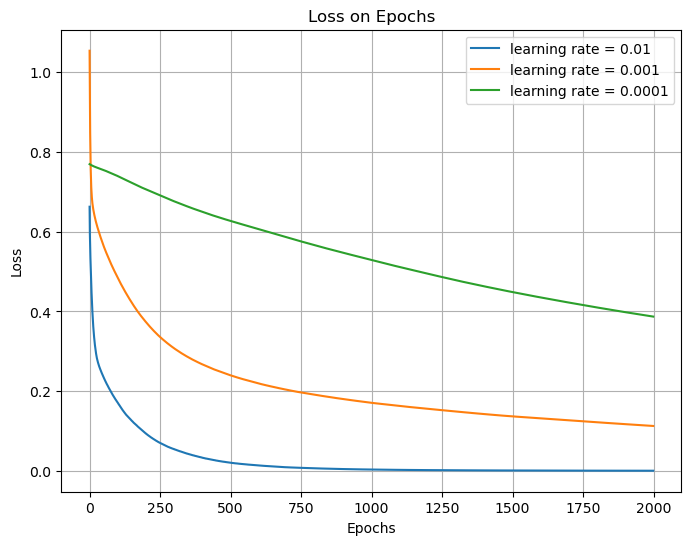 Loss on Epochs
learning rate = 0.01
learning rate = 0.001
learning rate = 0.0001
Loss
1.0
0.8
0.6
0.4
0.2
0.0
0 250 500 750 1000 1250 1500 1750 2000
Epochs